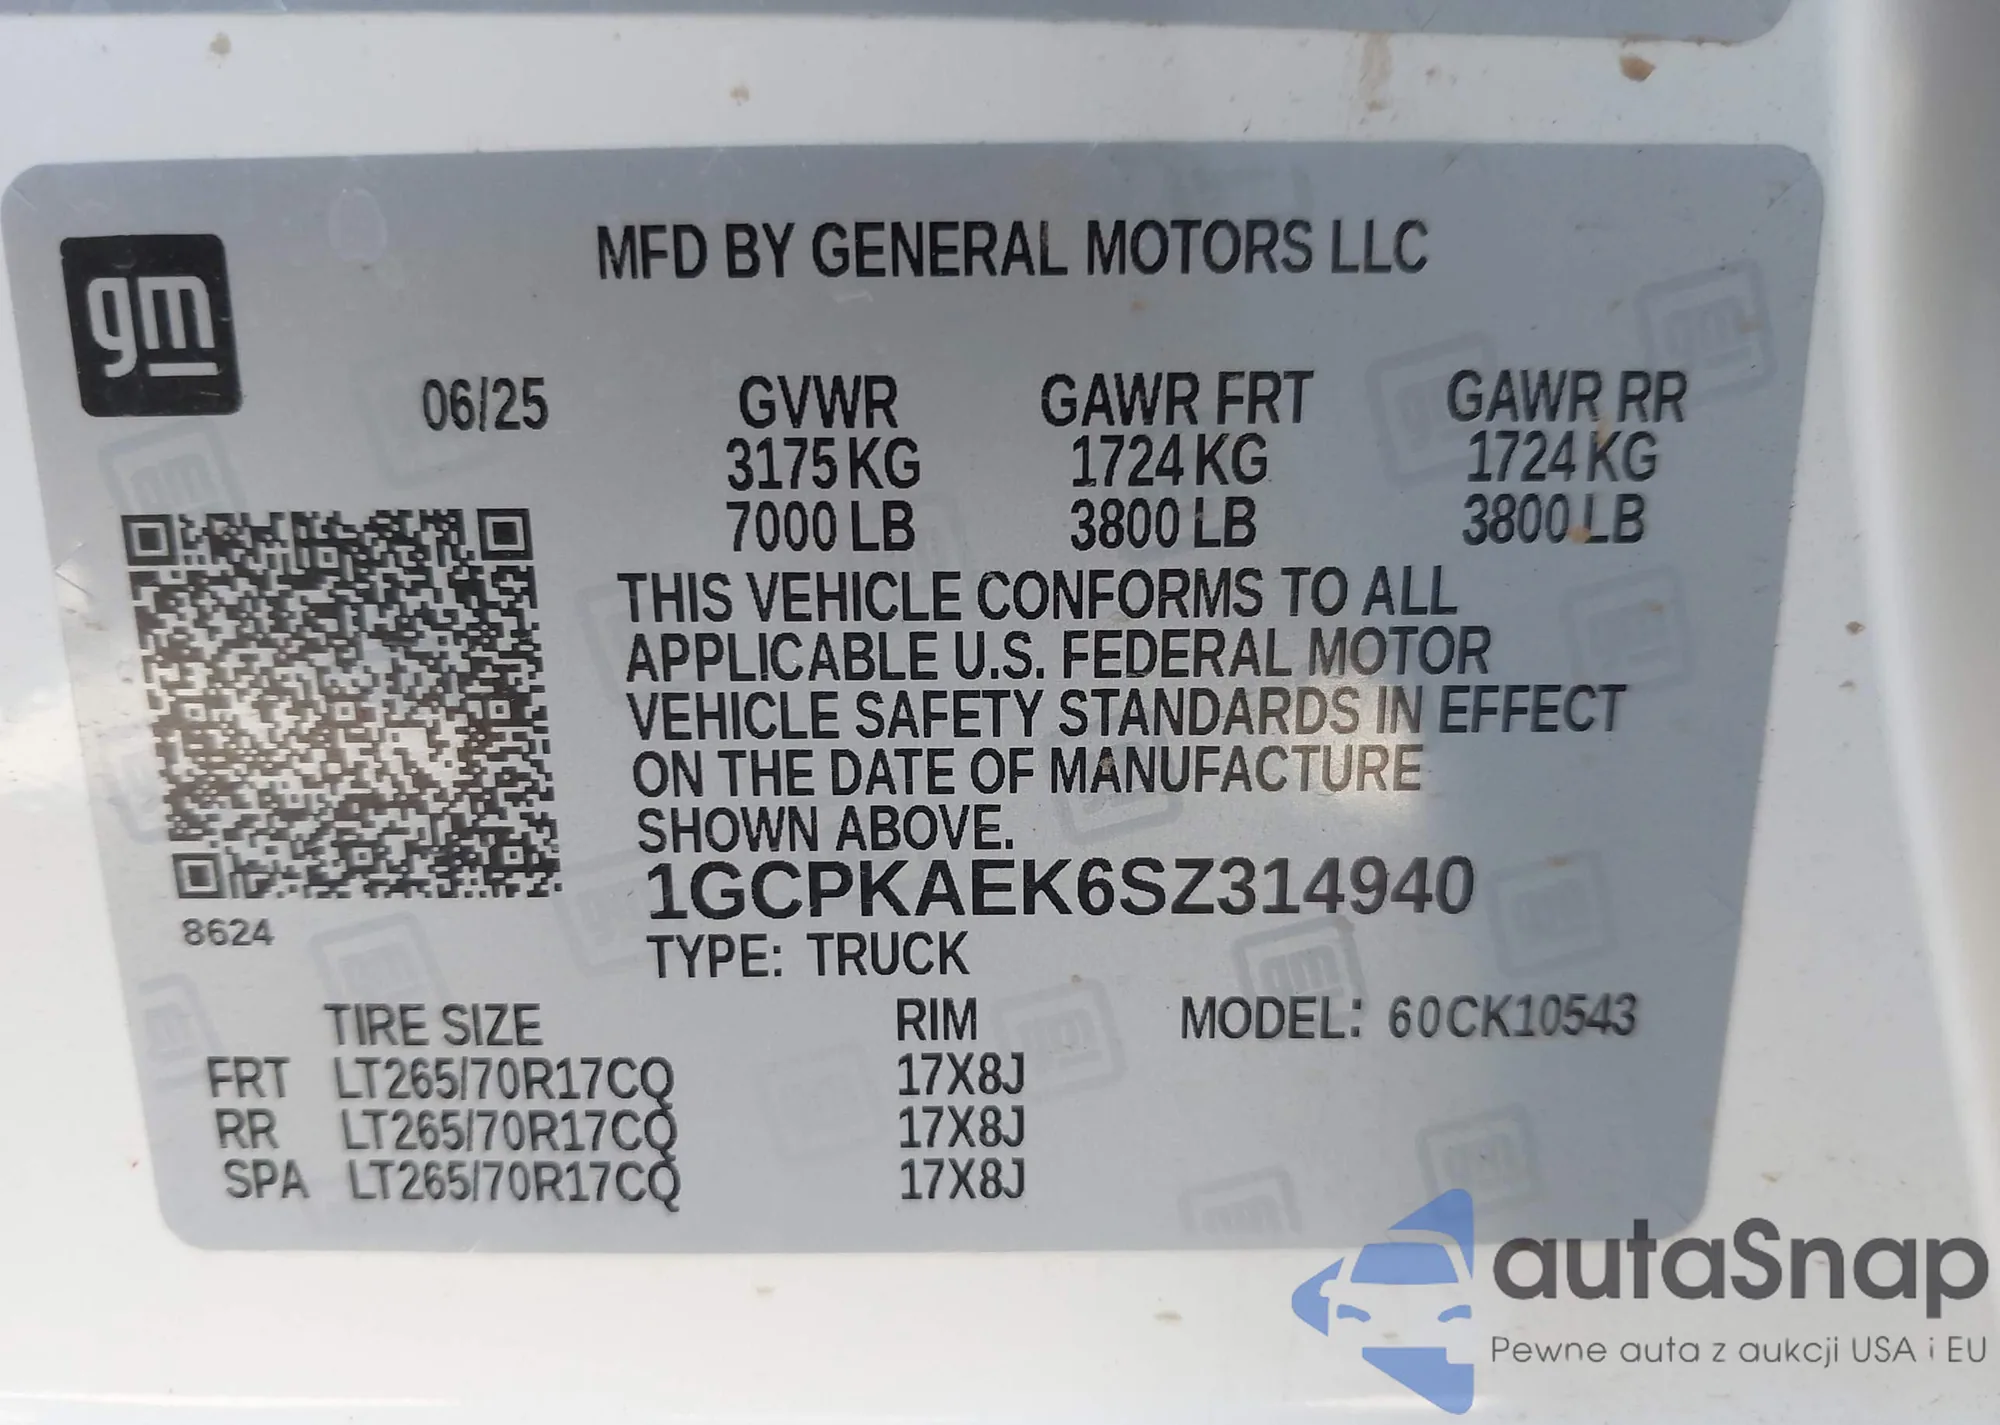 MFD BY GENERAL MOTORS LLC
gm
06/25 GVWR GAWR FRT GAWR RR
3175 KG 1724 KG 1724 KG
7000 LB 3800 LB 3800 LB
THIS VEHICLE CONFORMS TO ALL
APPLICABLE U.S. FEDERAL MOTOR
VEHICLE SAFETY STANDARDS IN EFFECT
ON THE DATE OF MANUFACTURE
SHOWN ABOVE.
1GCPKAEK6SZ314940
8624
TYPE: TRUCK
TIRE SIZE RIM MODEL: 60CK10543
FRT LT265/70R17CQ 17X8J
RR LT265/70R17CQ 17X8J
SPA LT265/70R17CQ 17X8J
autaSnap
Pewne auta z aukcji USA i EU